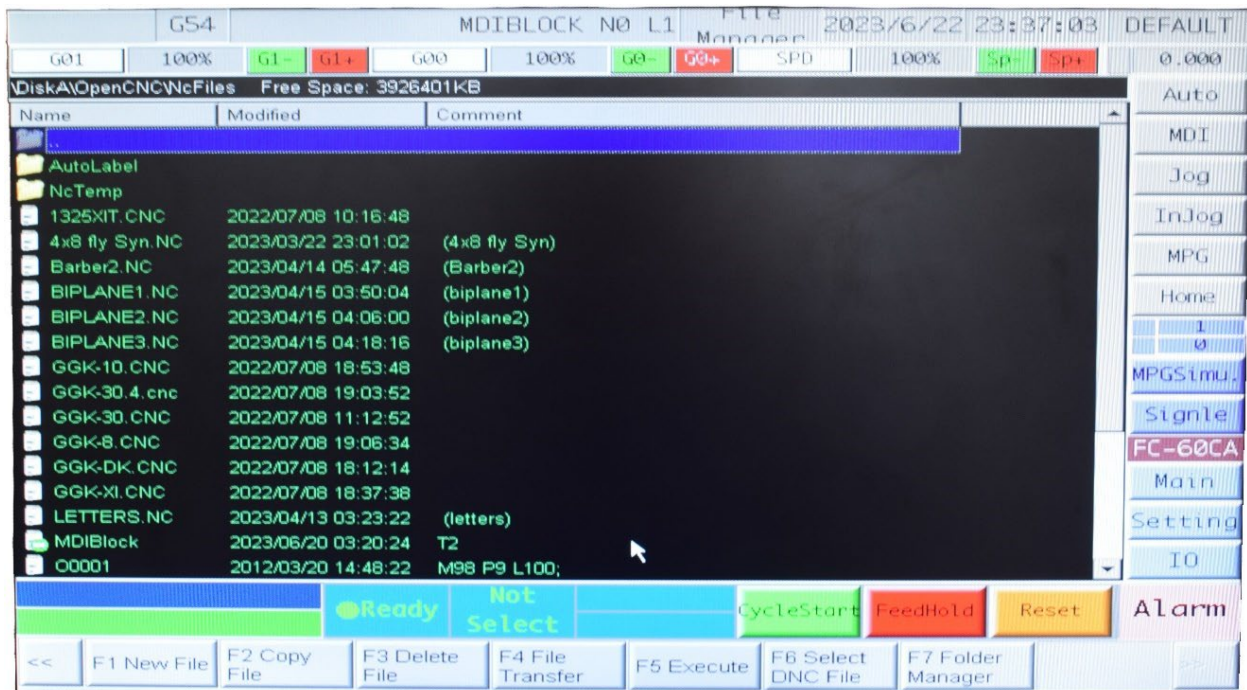 G54 MDIBLOCK N0 L1 File Manager 2023/6/22 23:37:03 DEFAULT
G01 100% G1- G1+ G00 100% G0- G0+ SPD 100% Sp- Sp+ 0.000
\DiskA\OpenCNC\NcFiles Free Space: 3926401KB
Name Modified Comment
..
AutoLabel
NcTemp
1325XIT.CNC 2022/07/08 10:16:48
4x8 fly Syn.NC 2023/03/22 23:01:02 (4x8 fly Syn)
Barber2.NC 2023/04/14 05:47:48 (Barber2)
BIPLANE1.NC 2023/04/15 03:50:04 (biplane1)
BIPLANE2.NC 2023/04/15 04:06:00 (biplane2)
BIPLANE3.NC 2023/04/15 04:18:16 (biplane3)
GGK-10.CNC 2022/07/08 18:53:48
GGK-30.4.cnc 2022/07/08 19:03:52
GGK-30.CNC 2022/07/08 11:12:52
GGK-8.CNC 2022/07/08 19:06:34
GGK-DK.CNC 2022/07/08 18:12:14
GGK-XI.CNC 2022/07/08 18:37:38
LETTERS.NC 2023/04/13 03:23:22 (letters)
MDIBlock 2023/06/20 03:20:24 T2
O0001 2012/03/20 14:48:22 M98 P9 L100;
Auto
MDI
Jog
InJog
MPG
Home
1
0
MPGSimu.
Signle
FC-60CA
Main
Setting
IO
Ready Not Select CycleStart FeedHold Reset Alarm
<< F1 New File F2 Copy File F3 Delete File F4 File Transfer F5 Execute F6 Select DNC File F7 Folder Manager >>